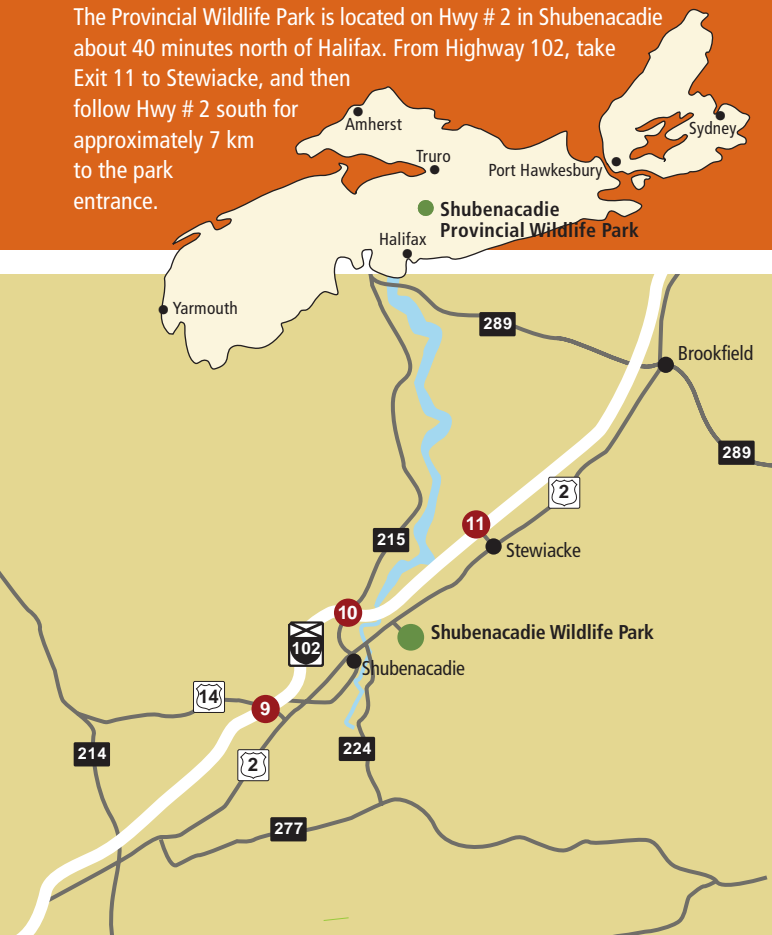 The Provincial Wildlife Park is located on Hwy # 2 in Shubenacadie
about 40 minutes north of Halifax. From Highway 102, take
Exit 11 to Stewiacke, and then
follow Hwy # 2 south for
approximately 7 km
to the park
entrance.
Amherst
Sydney
Truro
Port Hawkesbury
Shubenacadie
Provincial Wildlife Park
Halifax
Yarmouth
289
Brookfield
289
2
11
215
Stewiacke
10
Shubenacadie Wildlife Park
102
Shubenacadie
14
9
214
224
2
277